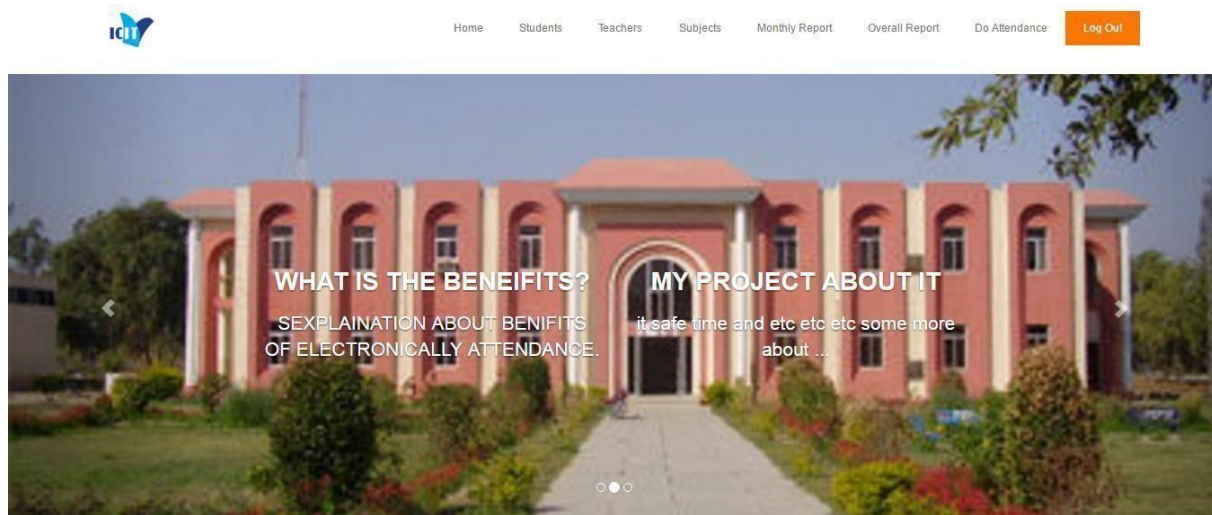 ICIT
Home Students Teachers Subjects Monthly Report Overall Report Do Attendance Log Out
WHAT IS THE BENEIFITS?
SEXPLAINATION ABOUT BENIFITS
OF ELECTRONICALLY ATTENDANCE.
MY PROJECT ABOUT IT
it safe time and etc etc etc some more
about ...